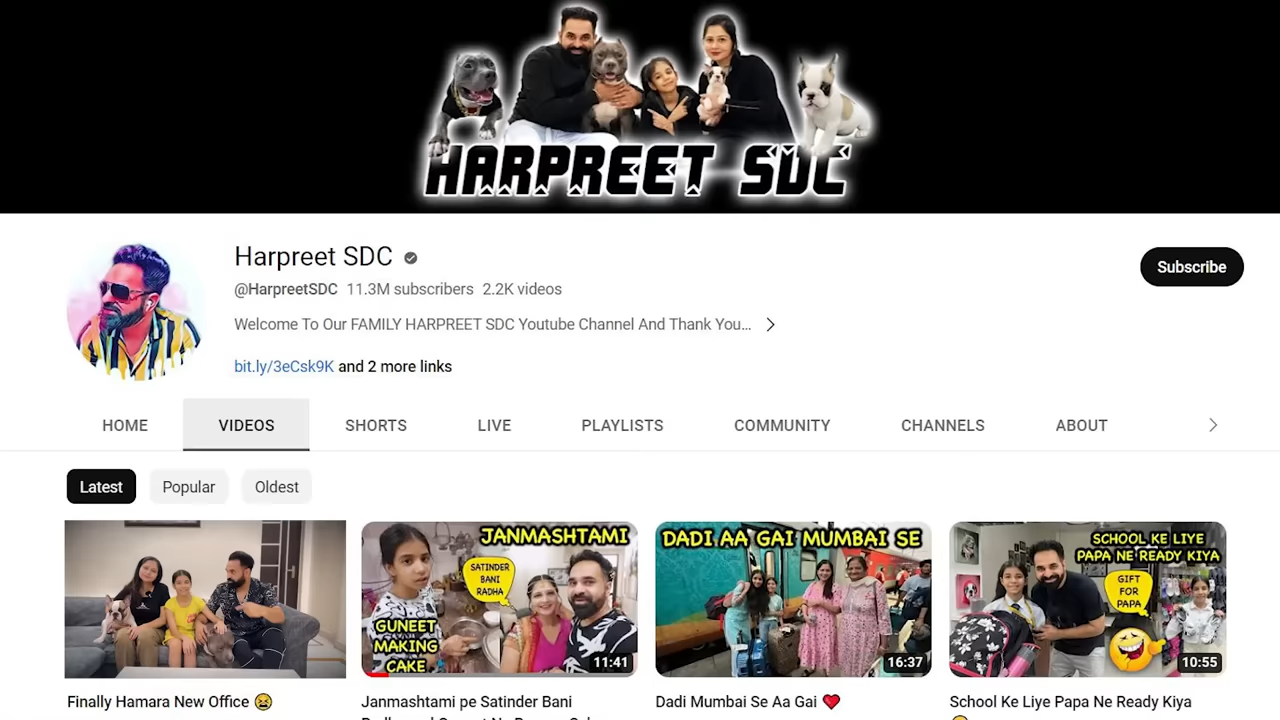 HARPREET SDC
Harpreet SDC
@HarpreetSDC 11.3M subscribers 2.2K videos
Welcome To Our FAMILY HARPREET SDC Youtube Channel And Thank You...
bit.ly/3eCsk9K and 2 more links
Subscribe
HOME VIDEOS SHORTS LIVE PLAYLISTS COMMUNITY CHANNELS ABOUT
Latest Popular Oldest
JANMASHTAMI
SATINDER
BANI
RADHA
GUNEET
MAKING
CAKE
11:41
DADI AA GAI MUMBAI SE
16:37
SCHOOL KE LIYE
PAPA NE READY KIYA
GIFT
FOR
PAPA
10:55
Finally Hamara New Office 😆
Janmashtami pe Satinder Bani
Dadi Mumbai Se Aa Gai ❤️
School Ke Liye Papa Ne Ready Kiya